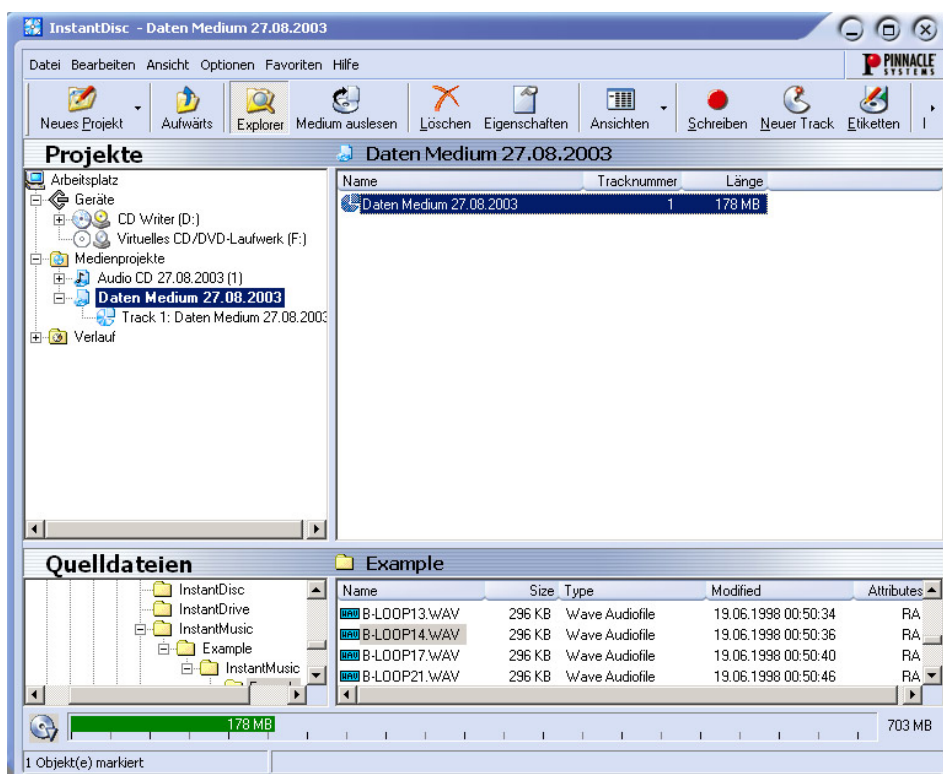 InstantDisc - Daten Medium 27.08.2003
Datei Bearbeiten Ansicht Optionen Favoriten Hilfe
PINNACLE
SYSTEMS
Neues Projekt Aufwärts Explorer Medium auslesen Löschen Eigenschaften Ansichten Schreiben Neuer Track Etiketten I
Projekte
Daten Medium 27.08.2003
Arbeitsplatz
Geräte
CD Writer (D:)
Virtuelles CD/DVD-Laufwerk (F:)
Medienprojekte
Audio CD 27.08.2003 (1)
Daten Medium 27.08.2003
Track 1: Daten Medium 27.08.2003
Verlauf
Name Tracknummer Länge
Daten Medium 27.08.2003 1 178 MB
Quelldateien
Example
InstantDisc
InstantDrive
InstantMusic
Example
InstantMusic
Name Size Type Modified Attributes
WAV B-LOOP13.WAV 296 KB Wave Audiofile 19.06.1998 00:50:34 RA
WAV B-LOOP14.WAV 296 KB Wave Audiofile 19.06.1998 00:50:36 RA
WAV B-LOOP17.WAV 296 KB Wave Audiofile 19.06.1998 00:50:40 RA
WAV B-LOOP21.WAV 296 KB Wave Audiofile 19.06.1998 00:50:46 RA
178 MB
703 MB
1 Objekt(e) markiert